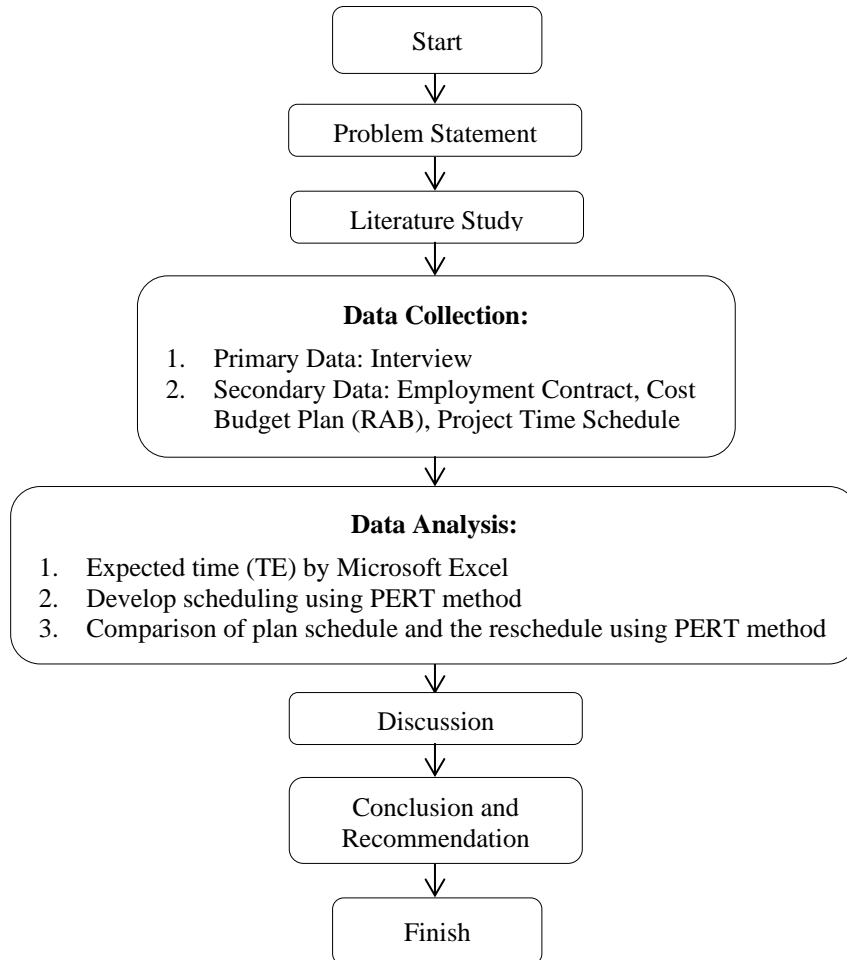 Start
Problem Statement
Literature Study
Data Collection:
1. Primary Data: Interview
2. Secondary Data: Employment Contract, Cost
Budget Plan (RAB), Project Time Schedule
Data Analysis:
1. Expected time (TE) by Microsoft Excel
2. Develop scheduling using PERT method
3. Comparison of plan schedule and the reschedule using PERT method
Discussion
Conclusion and
Recommendation
Finish